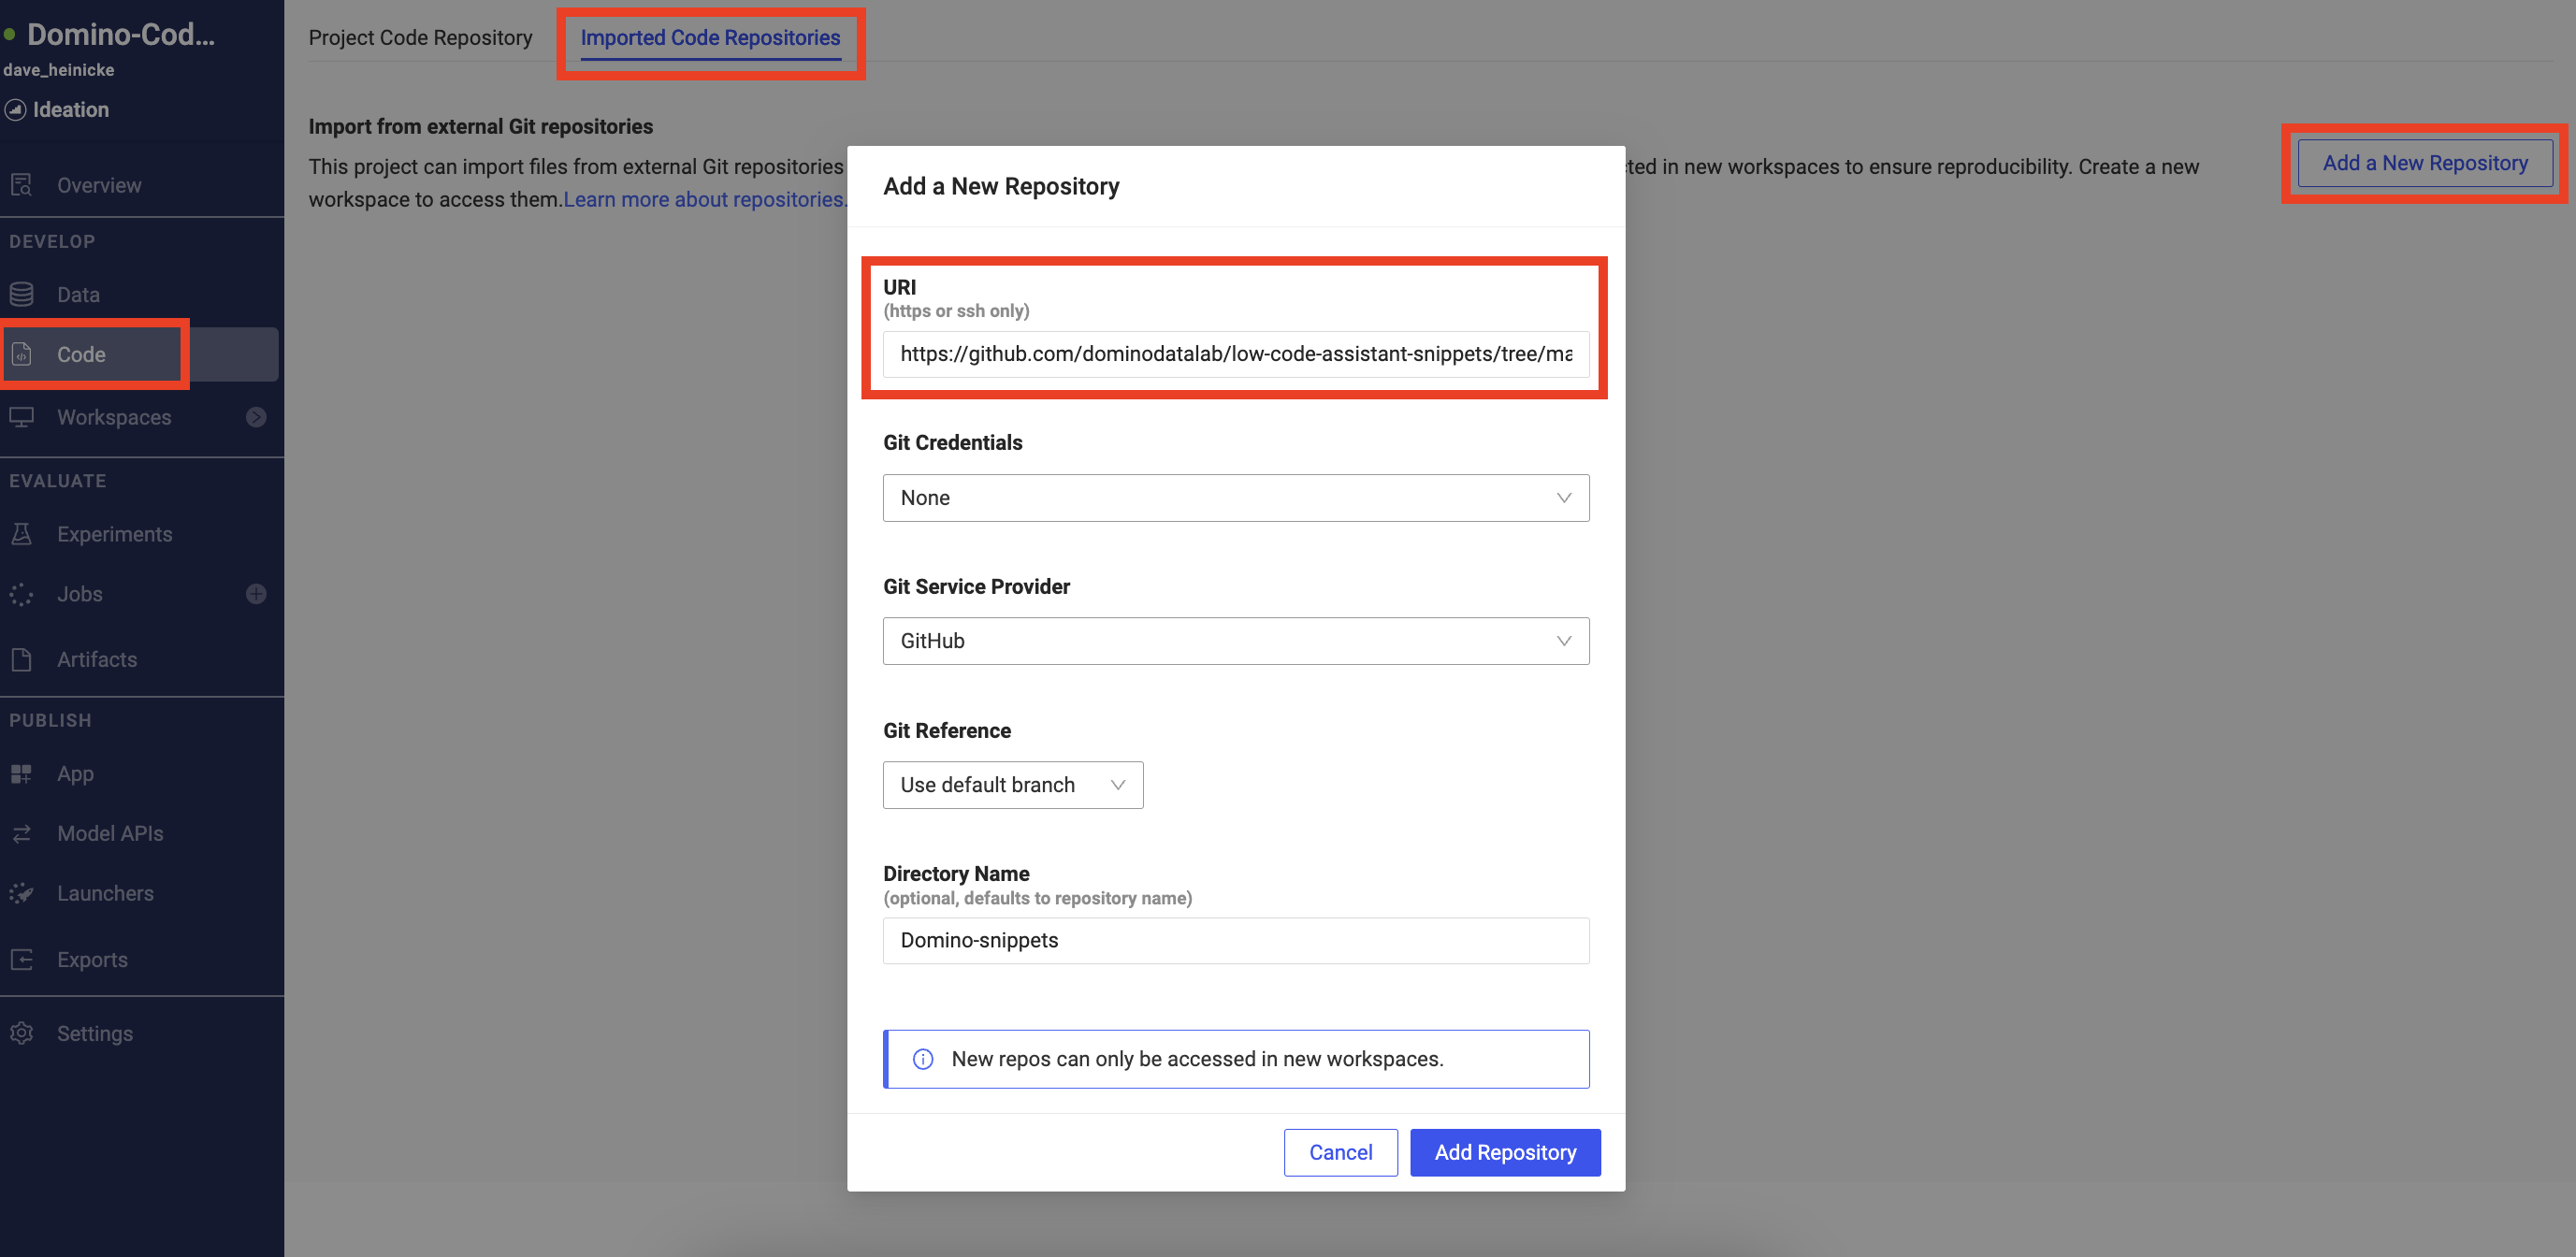 Domino-Cod...
dave_heinicke
Ideation
Overview
DEVELOP
Data
Code
Workspaces
EVALUATE
Experiments
Jobs
Artifacts
PUBLISH
App
Model APIs
Launchers
Exports
Settings
Project Code Repository
Imported Code Repositories
Import from external Git repositories
This project can import files from external Git repositories
ted in new workspaces to ensure reproducibility. Create a new
workspace to access them.Learn more about repositories.
Add a New Repository
Add a New Repository
URI
(https or ssh only)
https://github.com/dominodatalab/low-code-assistant-snippets/tree/ma
Git Credentials
None
Git Service Provider
GitHub
Git Reference
Use default branch
Directory Name
(optional, defaults to repository name)
Domino-snippets
New repos can only be accessed in new workspaces.
Cancel
Add Repository